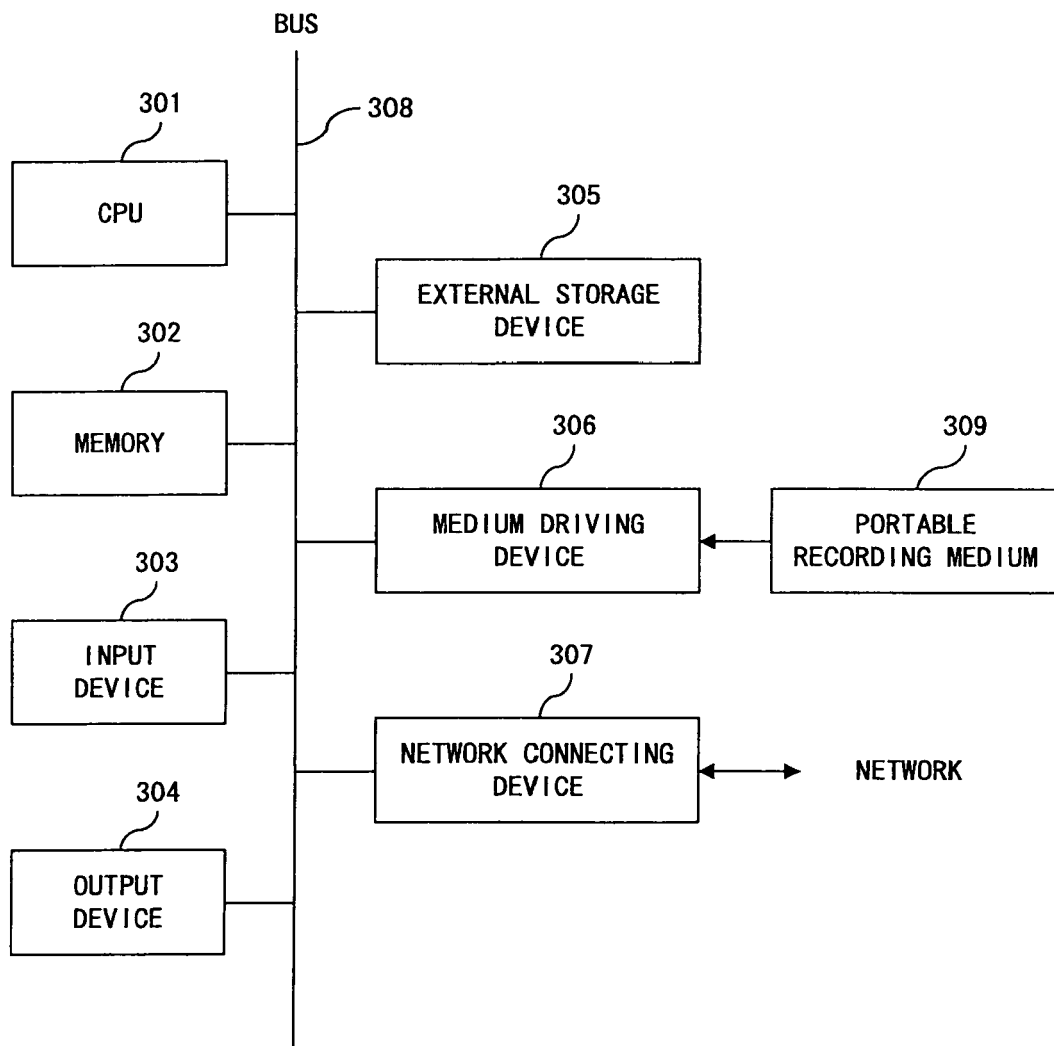 BUS
308
301
CPU
305
EXTERNAL STORAGE
DEVICE
302
MEMORY
306
MEDIUM DRIVING
DEVICE
309
PORTABLE
RECORDING MEDIUM
303
INPUT
DEVICE
307
NETWORK CONNECTING
DEVICE
NETWORK
304
OUTPUT
DEVICE